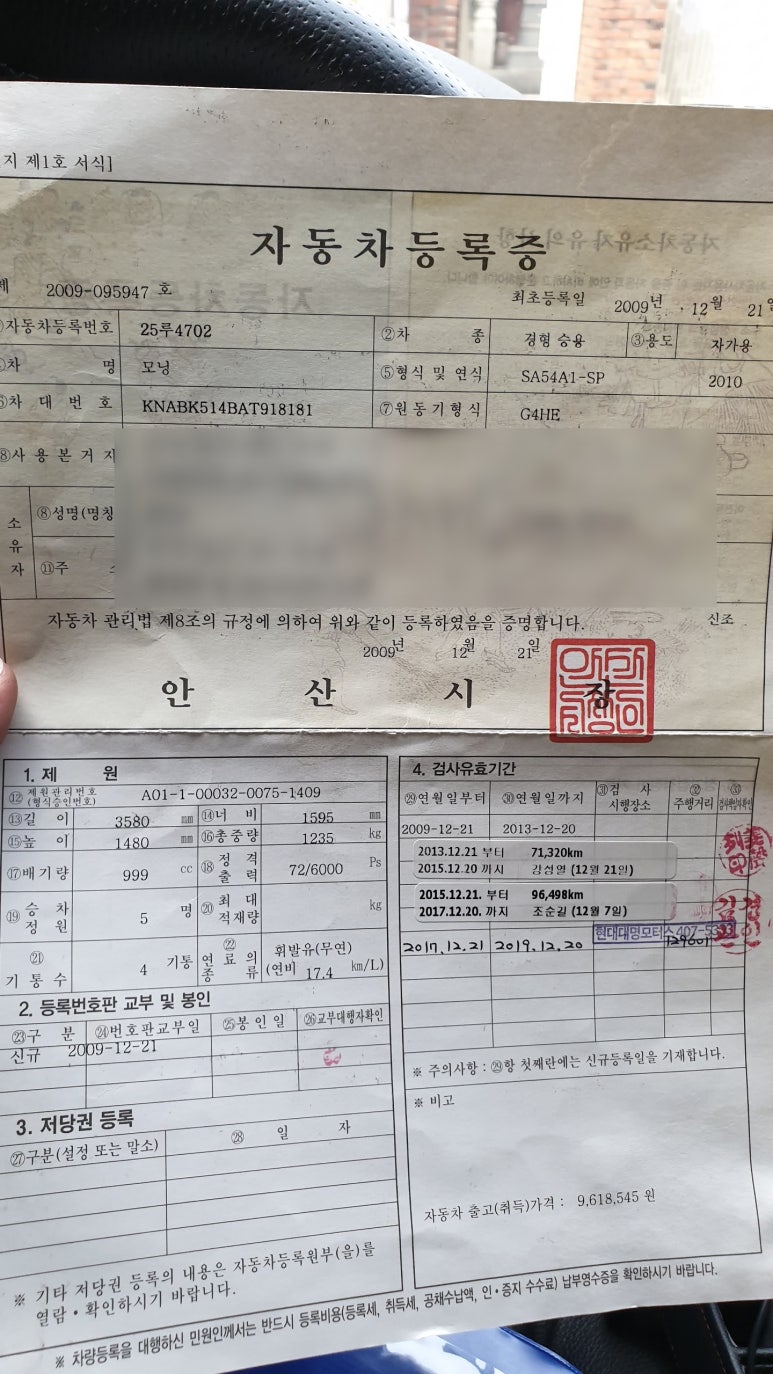 지 제1호 서식]
자동차등록증
제 2009-095947 호
최초등록일 2009년 12월 21일
①자동차등록번호 25루4702 ②차 종 경형 승용 ③용도 자가용
④차 명 모닝 ⑤형식 및 연식 SA54A1-SP 2010
⑥차 대 번 호 KNABK514BAT918181 ⑦원동기형식 G4HE
⑧사 용 본 거 지
소유자 ⑧성명(명칭
⑪주 소
자동차 관리법 제8조의 규정에 의하여 위와 같이 등록하였음을 증명합니다. 신조
2009년 12월 21일
안 산 시 장
1. 제 원
⑫제원관리번호 (형식승인번호) A01-1-00032-0075-1409
⑬길 이 3580 mm ⑭너 비 1595 mm
⑮높 이 1480 mm ⑯총중량 1235 kg
⑰배기량 999 cc ⑱정격출력 72/6000 Ps
⑲승차정원 5 명 ⑳최대적재량 kg
㉑기통수 4 기통 ㉒연료의종류 휘발유(무연) (연비 17.4 km/L)
2. 등록번호판 교부 및 봉인
㉓구 분 ㉔번호판교부일 ㉕봉인일 ㉖교부대행자확인
신규 2009-12-21
3. 저당권 등록
㉗구분(설정 또는 말소) ㉘ 일 자
※ 기타 저당권 등록의 내용은 자동차등록원부(을)를
열람·확인하시기 바랍니다.
4. 검사유효기간
㉙연월일부터 ㉚연월일까지 ㉛검 사 시행장소 ㉜주행거리 ㉝
2009-12-21 2013-12-20
2013.12.21 부터 71,320km
2015.12.20 까지 강성열 (12월 21일)
2015.12.21. 부터 96,498km
2017.12.20. 까지 조순길 (12월 7일)
2017.12.21 2019.12.20 현대대명모터스 129601
※ 주의사항 : ㉙항 첫째란에는 신규등록일을 기재합니다.
※ 비고
자동차 출고(취득)가격 : 9,618,545 원
※ 차량등록을 대행하신 민원인께서는 반드시 등록비용(등록세, 취득세, 공채수납액, 인·증지 수수료) 납부영수증을 확인하시기 바랍니다.